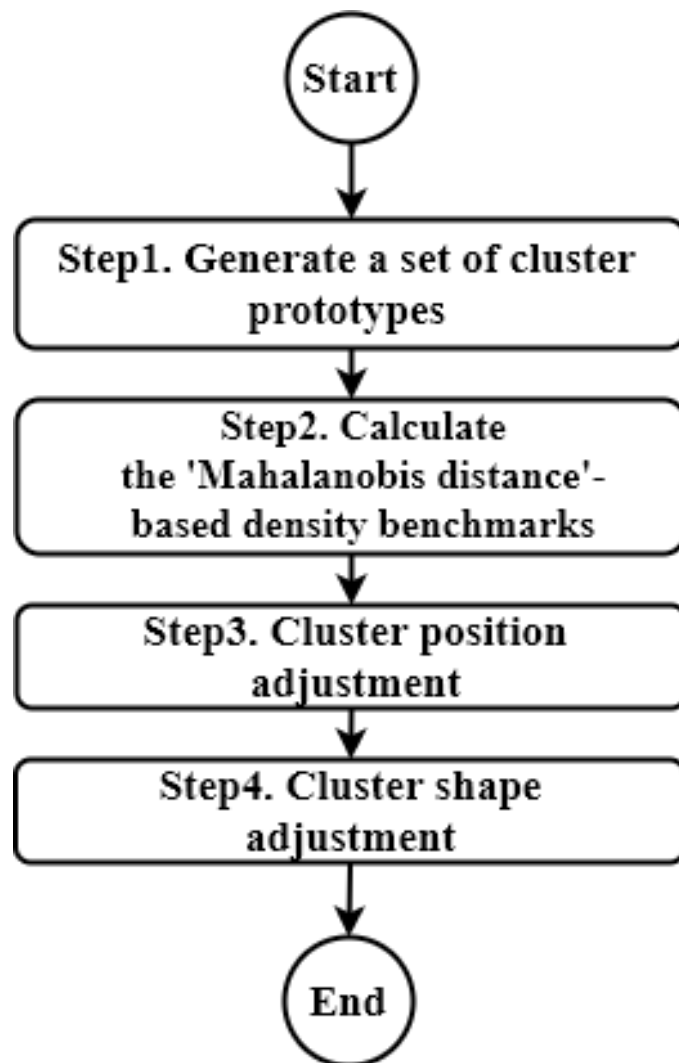 Start
Step1. Generate a set of cluster
prototypes
Step2. Calculate
the 'Mahalanobis distance'-
based density benchmarks
Step3. Cluster position
adjustment
Step4. Cluster shape
adjustment
End